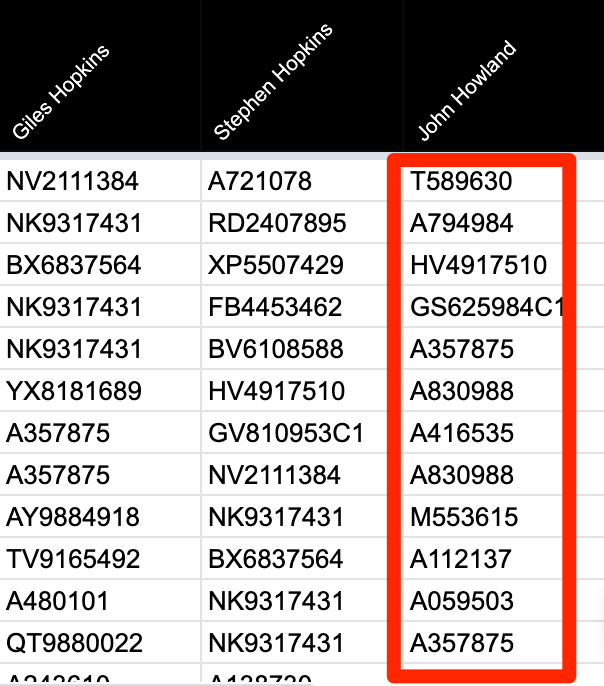 Giles Hopkins Stephen Hopkins John Howland
NV2111384 A721078 T589630
NK9317431 RD2407895 A794984
BX6837564 XP5507429 HV4917510
NK9317431 FB4453462 GS625984C1
NK9317431 BV6108588 A357875
YX8181689 HV4917510 A830988
A357875 GV810953C1 A416535
A357875 NV2111384 A830988
AY9884918 NK9317431 M553615
TV9165492 BX6837564 A112137
A480101 NK9317431 A059503
QT9880022 NK9317431 A357875